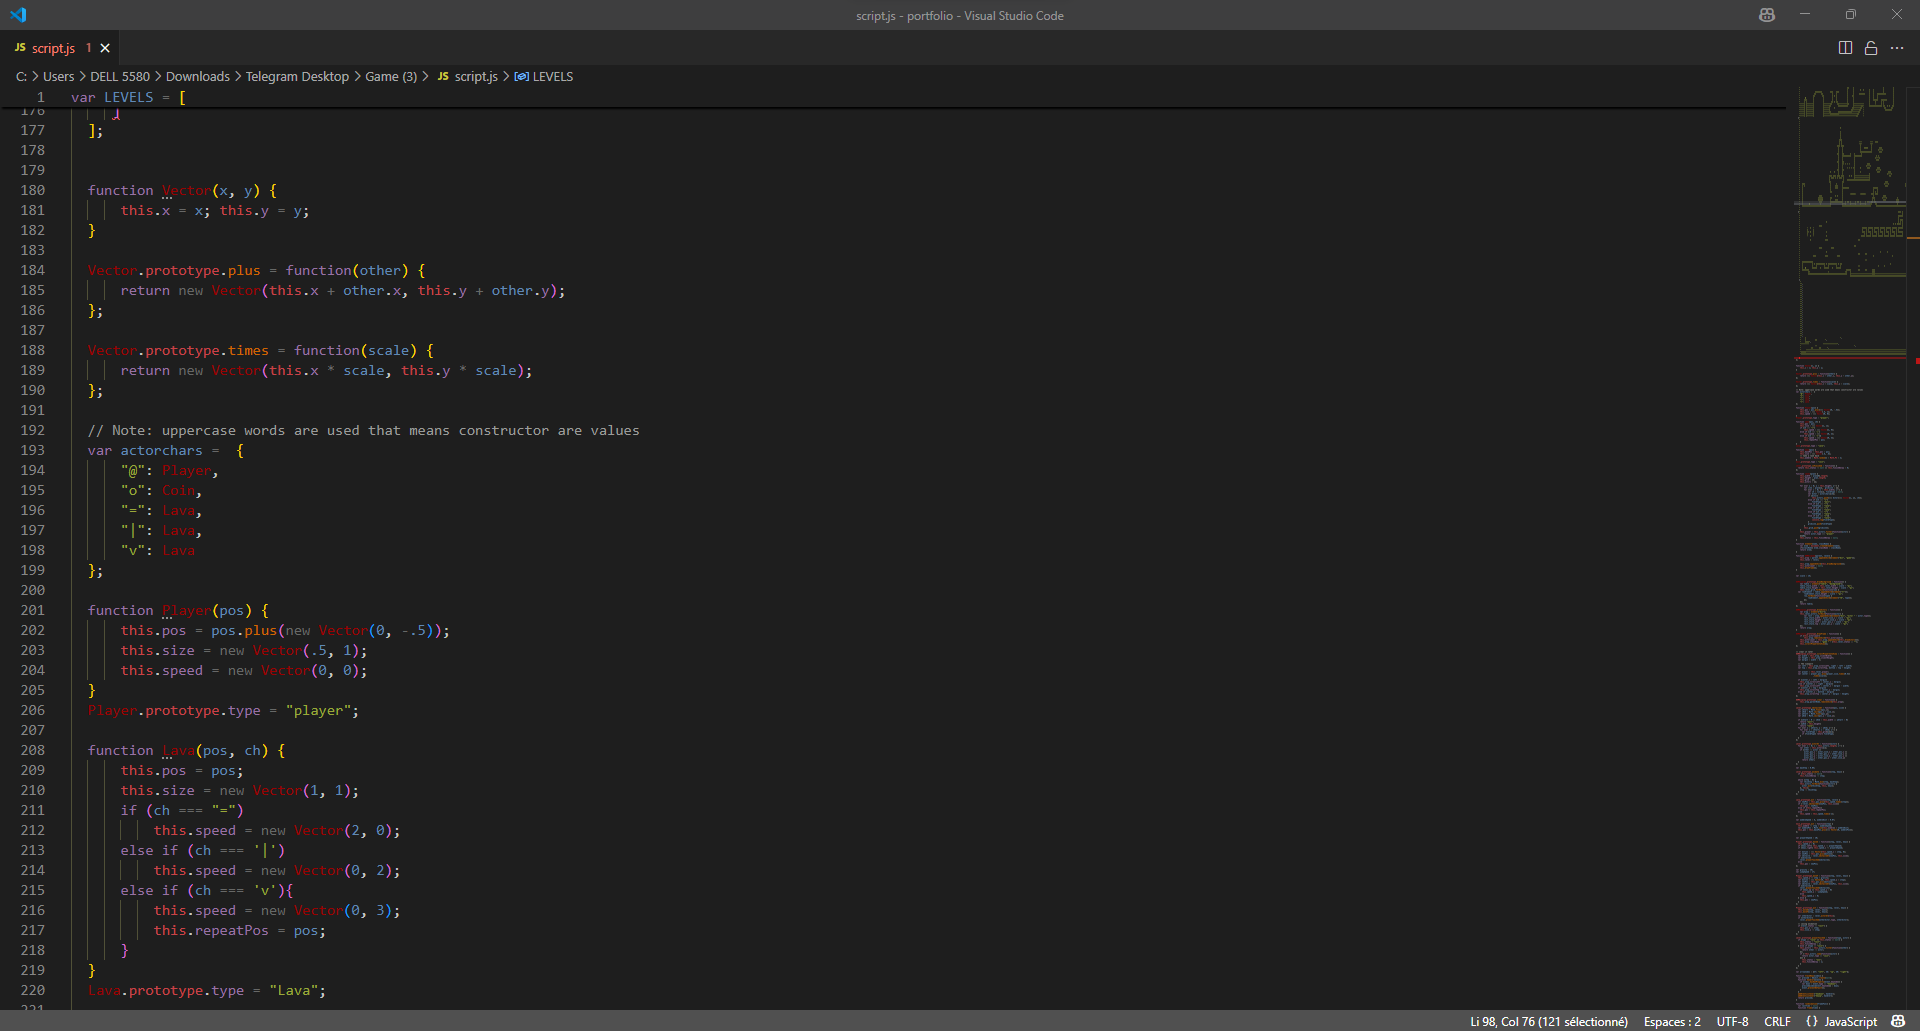 script.js - portfolio - Visual Studio Code
JS script.js 1
C: > Users > DELL 5580 > Downloads > Telegram Desktop > Game (3) > JS script.js > LEVELS
1 var LEVELS = [
176 ]
177 ];
178
179
180 function Vector(x, y) {
181 this.x = x; this.y = y;
182 }
183
184 Vector.prototype.plus = function(other) {
185 return new Vector(this.x + other.x, this.y + other.y);
186 };
187
188 Vector.prototype.times = function(scale) {
189 return new Vector(this.x * scale, this.y * scale);
190 };
191
192 // Note: uppercase words are used that means constructor are values
193 var actorchars =  {
194 "@": Player,
195 "o": Coin,
196 "=": Lava,
197 "|": Lava,
198 "v": Lava
199 };
200
201 function Player(pos) {
202 this.pos = pos.plus(new Vector(0, -.5));
203 this.size = new Vector(.5, 1);
204 this.speed = new Vector(0, 0);
205 }
206 Player.prototype.type = "player";
207
208 function Lava(pos, ch) {
209 this.pos = pos;
210 this.size = new Vector(1, 1);
211 if (ch === "=")
212 this.speed = new Vector(2, 0);
213 else if (ch === '|')
214 this.speed = new Vector(0, 2);
215 else if (ch === 'v'){
216 this.speed = new Vector(0, 3);
217 this.repeatPos = pos;
218 }
219 }
220 Lava.prototype.type = "Lava";
221
Li 98, Col 76 (121 sélectionné) Espaces : 2 UTF-8 CRLF {} JavaScript